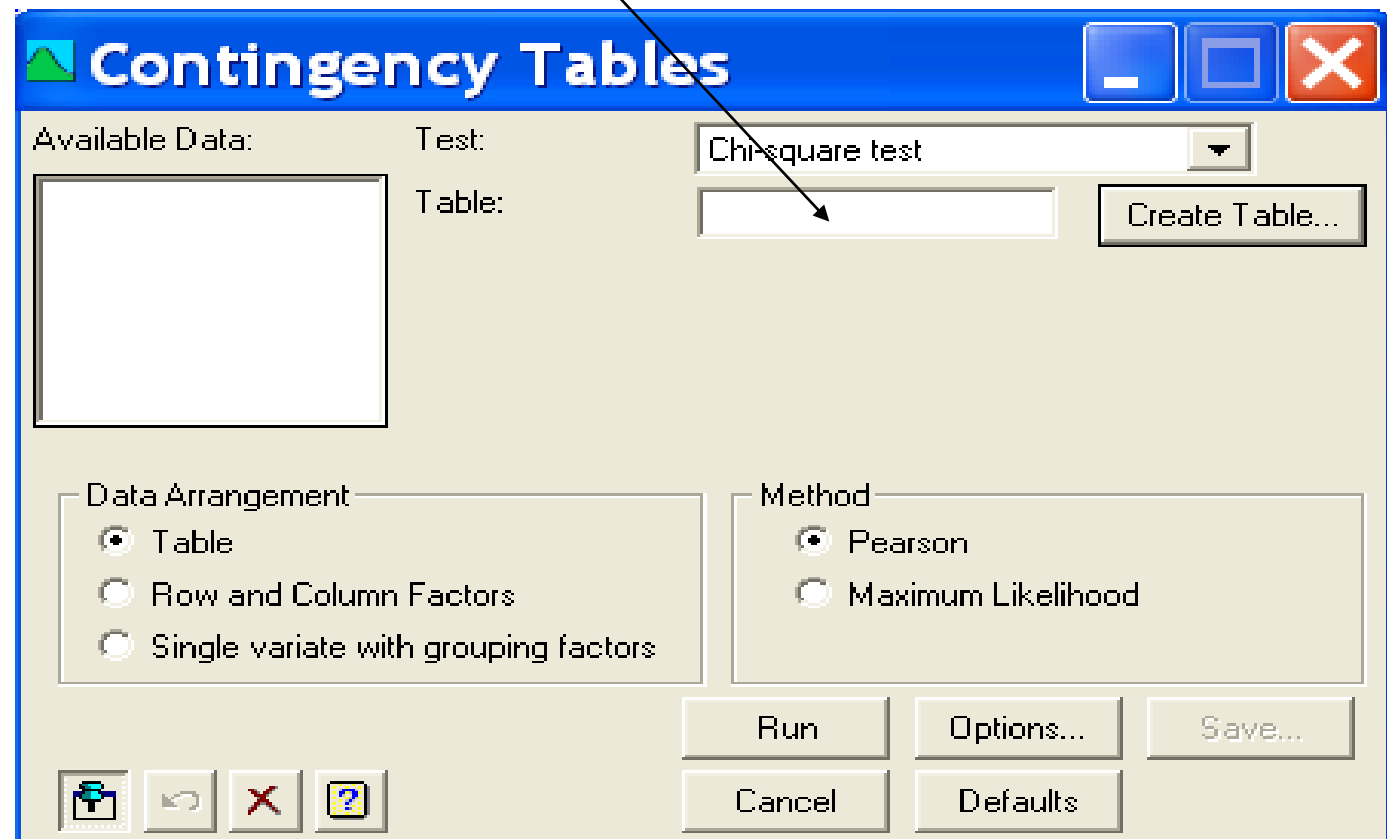 Contingency Tables
Available Data:
Test:
Chi-square test
Table:
Create Table...
Data Arrangement
Table
Row and Column Factors
Single variate with grouping factors
Method
Pearson
Maximum Likelihood
Run
Options...
Save...
?
Cancel
Defaults